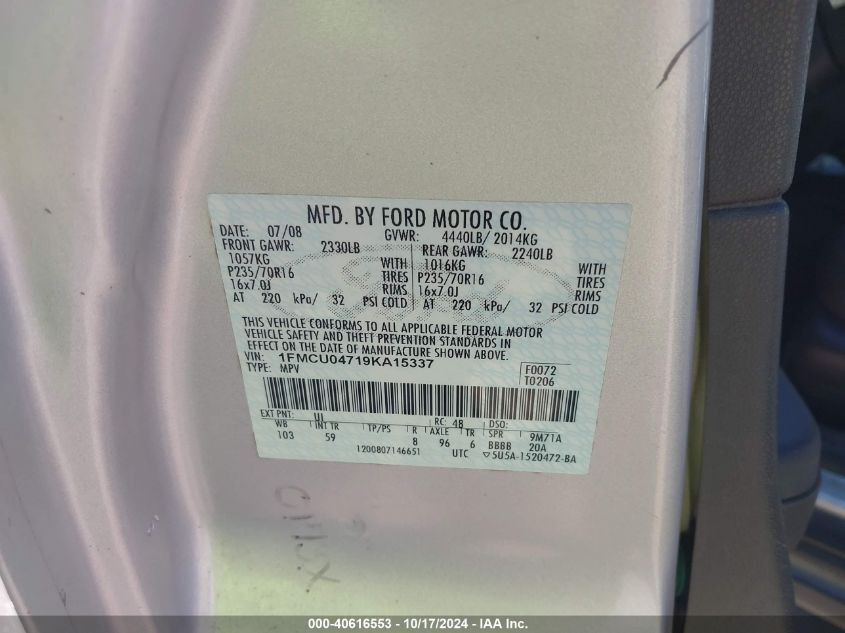 MFD. BY FORD MOTOR CO.
DATE: 07/08 GVWR: 4440LB/ 2014KG
FRONT GAWR: 2330LB REAR GAWR: 2240LB
1057KG WITH 1016KG WITH
P235/70R16 TIRES P235/70R16 TIRES
16x7.0J RIMS 16x7.0J RIMS
AT 220 kPa/ 32 PSI COLD AT 220 kPa/ 32 PSI COLD
THIS VEHICLE CONFORMS TO ALL APPLICABLE FEDERAL MOTOR
VEHICLE SAFETY AND THEFT PREVENTION STANDARDS IN
EFFECT ON THE DATE OF MANUFACTURE SHOWN ABOVE.
VIN: 1FMCU04719KA15337 F0072
TYPE: MPV T0206
EXT PNT: UJ RC: 48 DSO:
WB INT TR TP/PS R AXLE TR SPR 9M71A
103 59 8 96 6 BBBB 20A
1200807146651 UTC ▽5U5A-1520472-BA
000-40616553 - 10/17/2024 - IAA Inc.